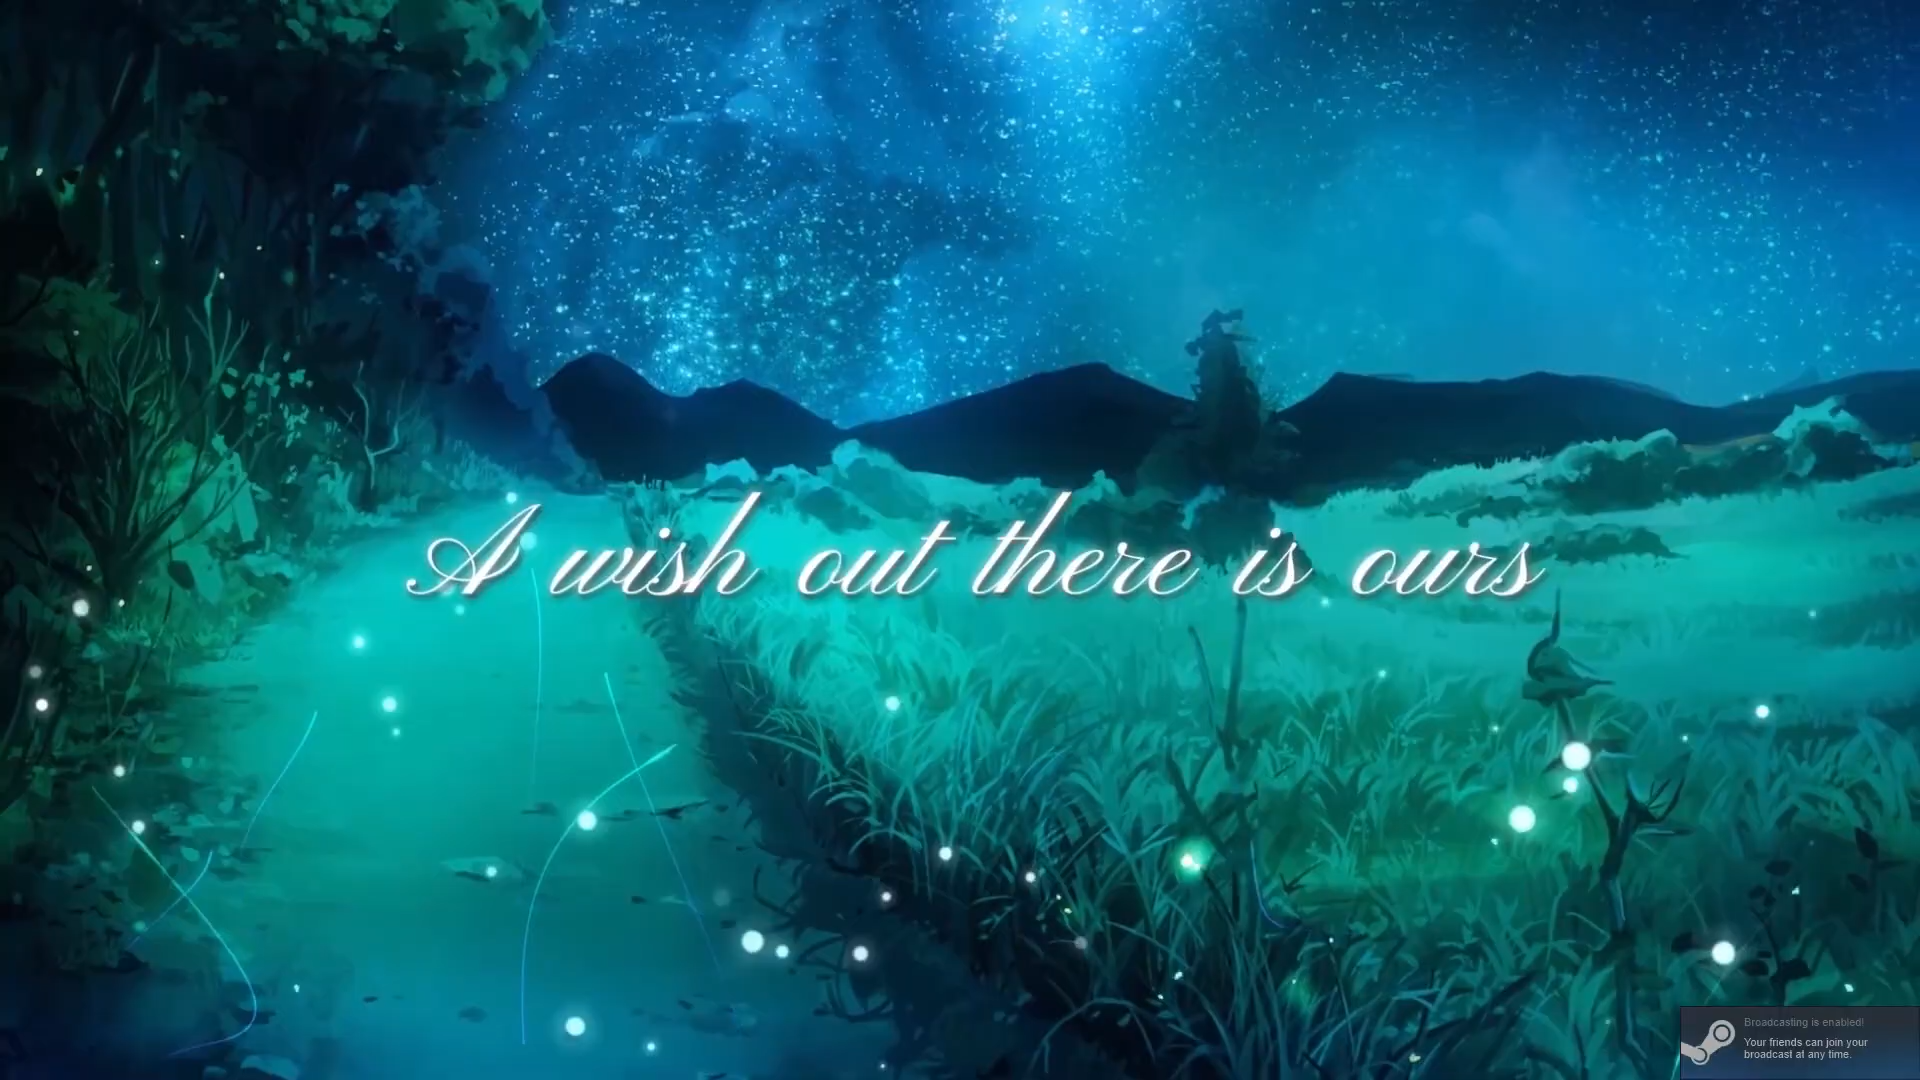 A wish out there is ours
Broadcasting is enabled!
Your friends can join your
broadcast at any time.